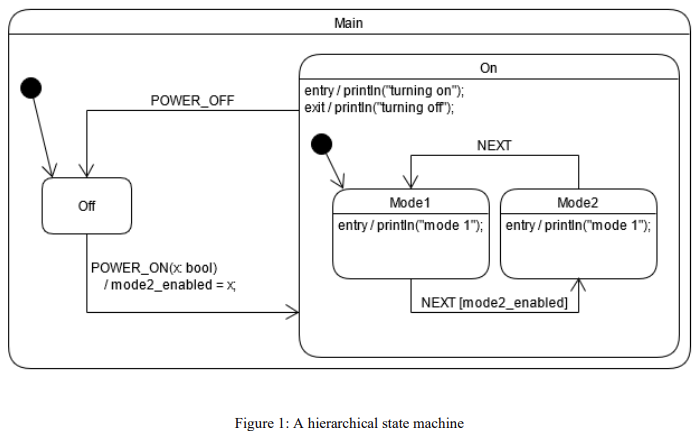 Main
On
entry / println("turning on");
exit / println("turning off");
POWER_OFF
NEXT
Off
Mode1
entry / println("mode 1");
Mode2
entry / println("mode 1");
POWER_ON(x: bool)
/ mode2_enabled = x;
NEXT [mode2_enabled]
Figure 1: A hierarchical state machine